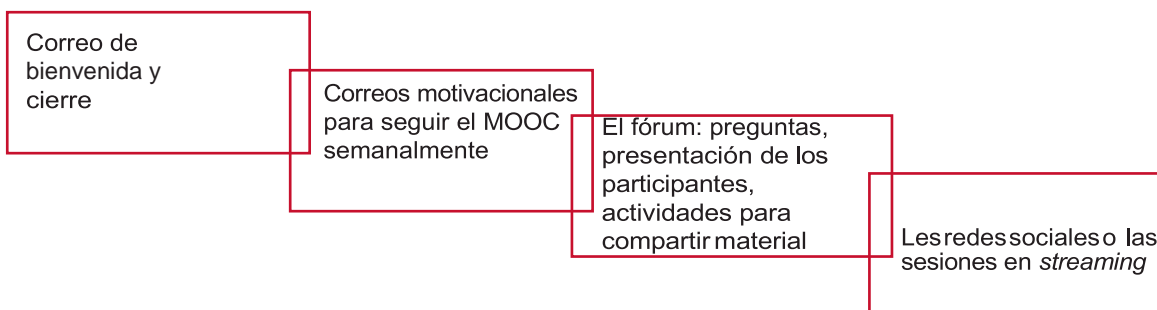 Correo de
bienvenida y
cierre
Correos motivacionales
para seguir el MOOC
semanalmente
El fórum: preguntas,
presentación de los
participantes,
actividades para
compartir material
Les redes sociales o las
sesiones en streaming